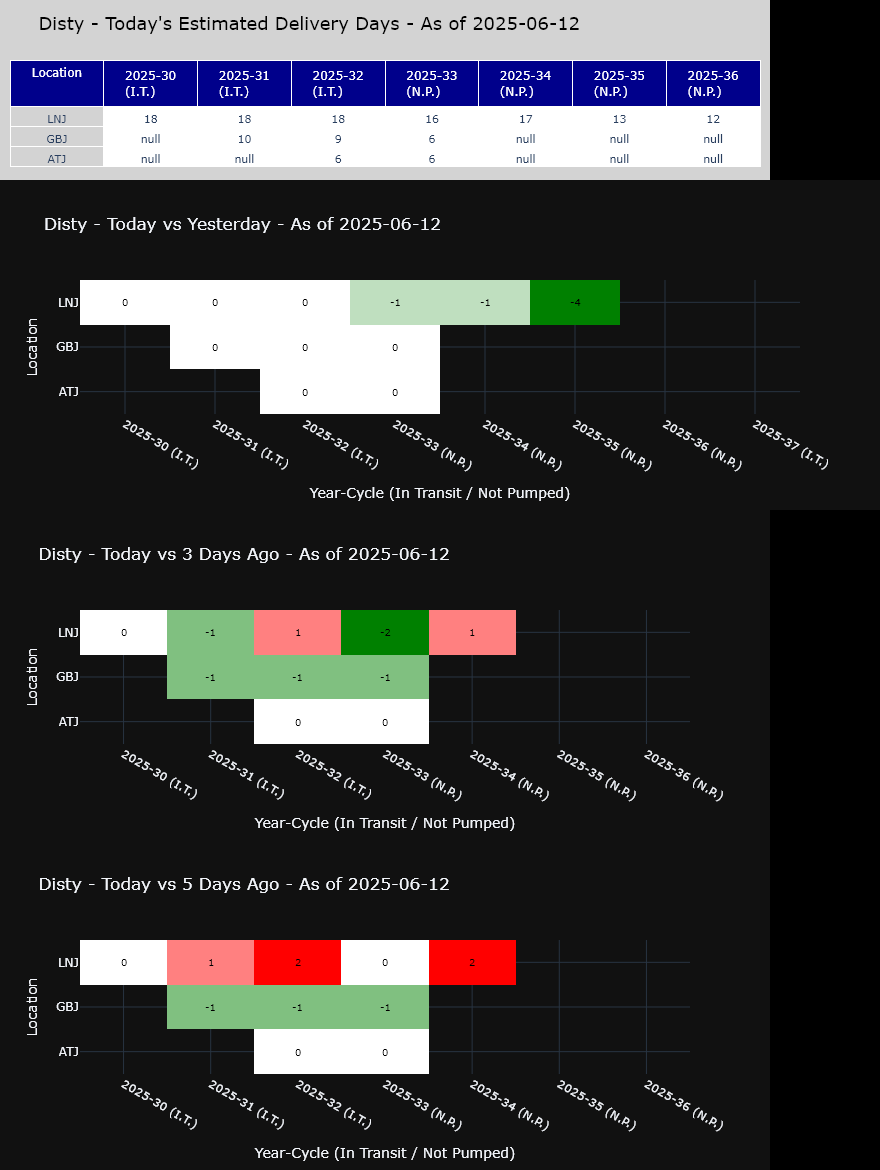 Disty - Today's Estimated Delivery Days - As of 2025-06-12
Location 2025-30 (I.T.) 2025-31 (I.T.) 2025-32 (I.T.) 2025-33 (N.P.) 2025-34 (N.P.) 2025-35 (N.P.) 2025-36 (N.P.)
LNJ 18 18 18 16 17 13 12
GBJ null 10 9 6 null null null
ATJ null null 6 6 null null null
Disty - Today vs Yesterday - As of 2025-06-12
Location
LNJ 0 0 0 -1 -1 -4
GBJ 0 0 0
ATJ 0 0
2025-30 (I.T.) 2025-31 (I.T.) 2025-32 (I.T.) 2025-33 (N.P.) 2025-34 (N.P.) 2025-35 (N.P.) 2025-36 (N.P.) 2025-37 (I.T.)
Year-Cycle (In Transit / Not Pumped)
Disty - Today vs 3 Days Ago - As of 2025-06-12
Location
LNJ 0 -1 1 -2 1
GBJ -1 -1 -1
ATJ 0 0
2025-30 (I.T.) 2025-31 (I.T.) 2025-32 (I.T.) 2025-33 (N.P.) 2025-34 (N.P.) 2025-35 (N.P.) 2025-36 (N.P.)
Year-Cycle (In Transit / Not Pumped)
Disty - Today vs 5 Days Ago - As of 2025-06-12
Location
LNJ 0 1 2 0 2
GBJ -1 -1 -1
ATJ 0 0
2025-30 (I.T.) 2025-31 (I.T.) 2025-32 (I.T.) 2025-33 (N.P.) 2025-34 (N.P.) 2025-35 (N.P.) 2025-36 (N.P.)
Year-Cycle (In Transit / Not Pumped)